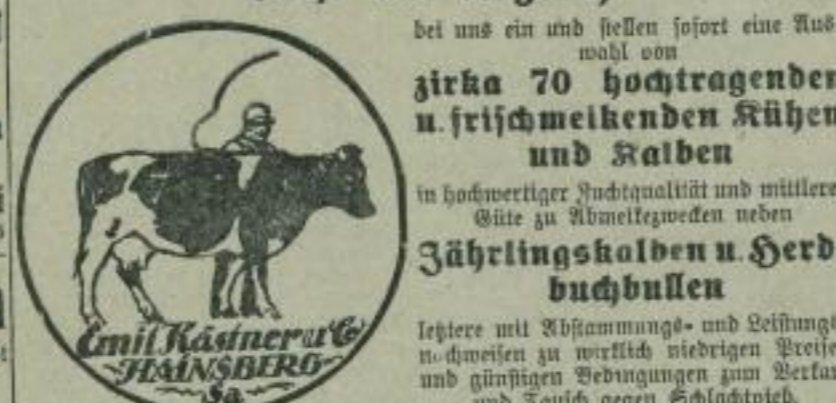 bei uns ein und stellen sofort eine Aus
wahl von
zirka 70 hochtragenden
u. frischmelkenden Kühen
und Kalben
in hochwertiger Zuchtqualität und mittlere
Güte zu Abmelkezwecken neben
Jährlingskalben u. Herd
buchbullen
letztere mit Abstammungs- und Leistungs
nachweisen zu wirklich niedrigen Preise
und günstigen Bedingungen zum Verkau
und Tausch gegen Schlachtvieh.
Emil Kästner u Co
HAINSBERG
Sa